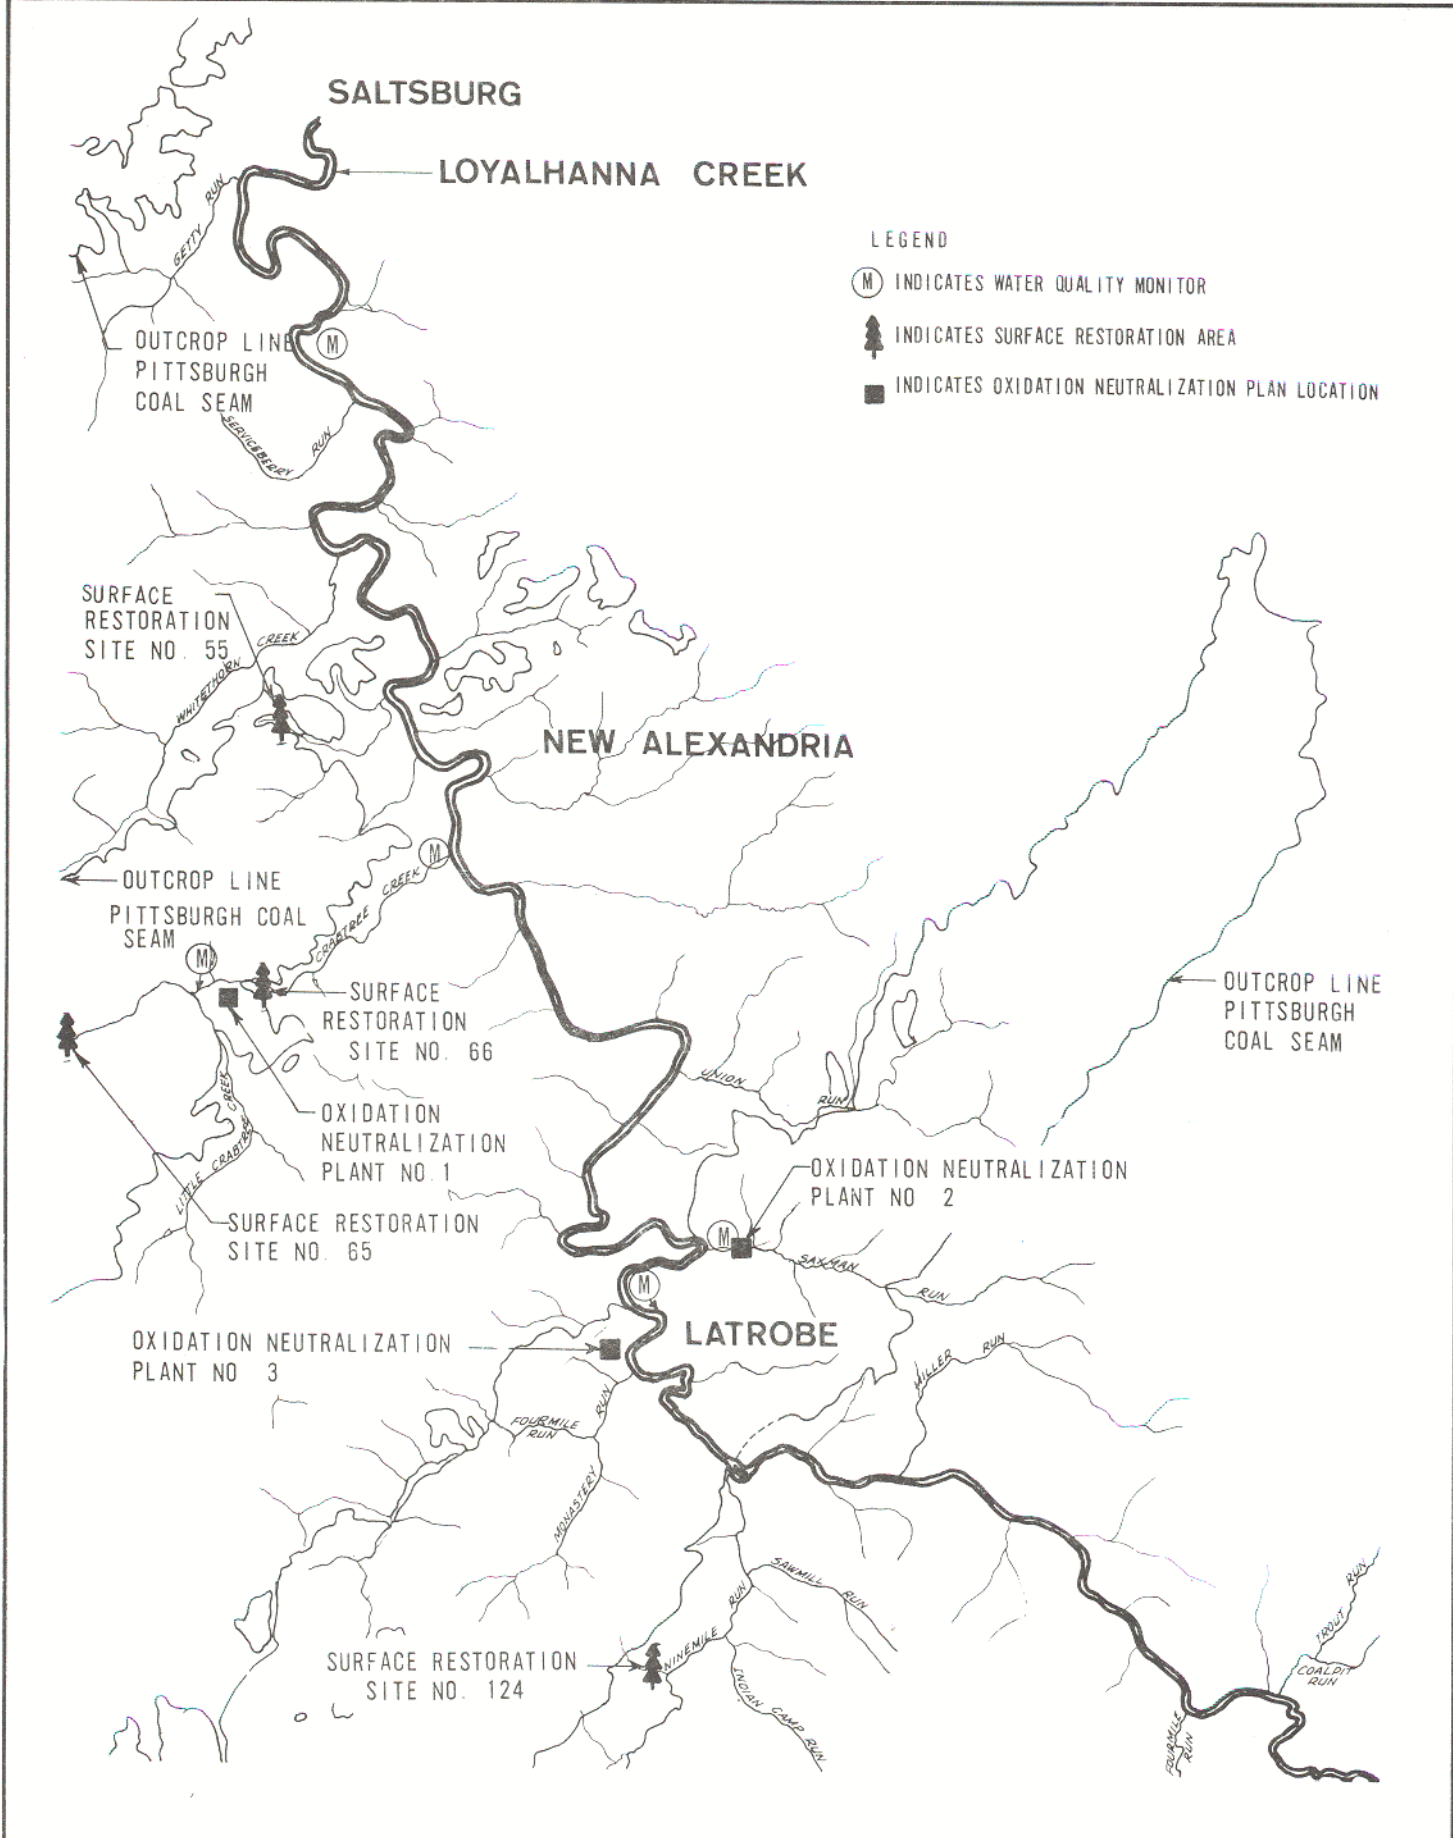 SALTSBURG
LOYALHANNA CREEK
GETTY RUN
LEGEND
M INDICATES WATER QUALITY MONITOR
INDICATES SURFACE RESTORATION AREA
INDICATES OXIDATION NEUTRALIZATION PLAN LOCATION
OUTCROP LINE
PITTSBURGH
COAL SEAM
M
SERVICEBERRY RUN
SURFACE
RESTORATION
SITE NO. 55
WHITETHORN CREEK
NEW ALEXANDRIA
M
OUTCROP LINE
PITTSBURGH COAL
SEAM
CRABTREE CREEK
M
SURFACE
RESTORATION
SITE NO. 66
OUTCROP LINE
PITTSBURGH
COAL SEAM
UNION RUN
OXIDATION
NEUTRALIZATION
PLANT NO. 1
LITTLE CRABTREE CREEK
OXIDATION NEUTRALIZATION
PLANT NO 2
SURFACE RESTORATION
SITE NO. 65
M
SAXMAN RUN
M
LATROBE
OXIDATION NEUTRALIZATION
PLANT NO 3
MILLER RUN
FOURMILE
RUN
MONASTERY RUN
SAWMILL RUN
NINEMILE RUN
SURFACE RESTORATION
SITE NO. 124
INDIAN CAMP RUN
TROUT RUN
COALPIT
RUN
FOURMILE
RUN